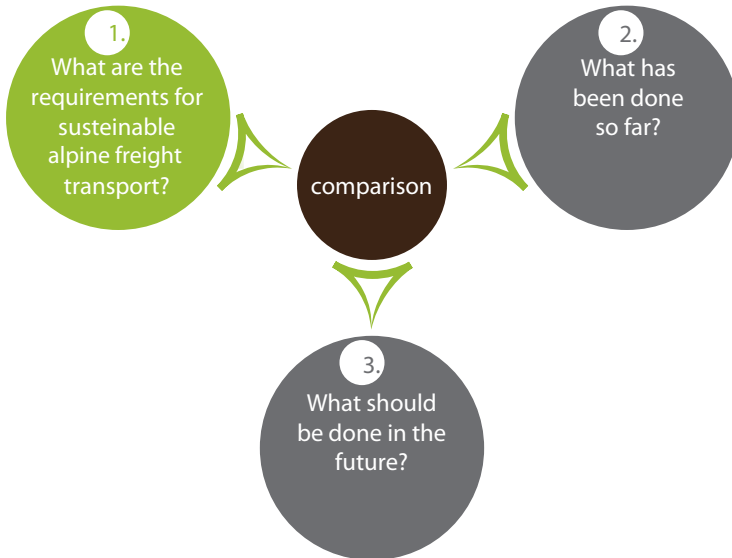 1.
What are the
requirements for
susteinable
alpine freight
transport?
2.
What has
been done
so far?
comparison
3.
What should
be done in the
future?